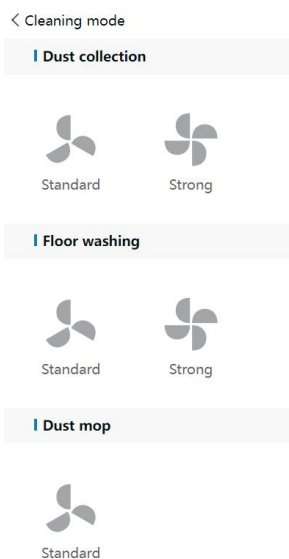 Cleaning mode
Dust collection
Standard Strong
Floor washing
Standard Strong
Dust mop
Standard